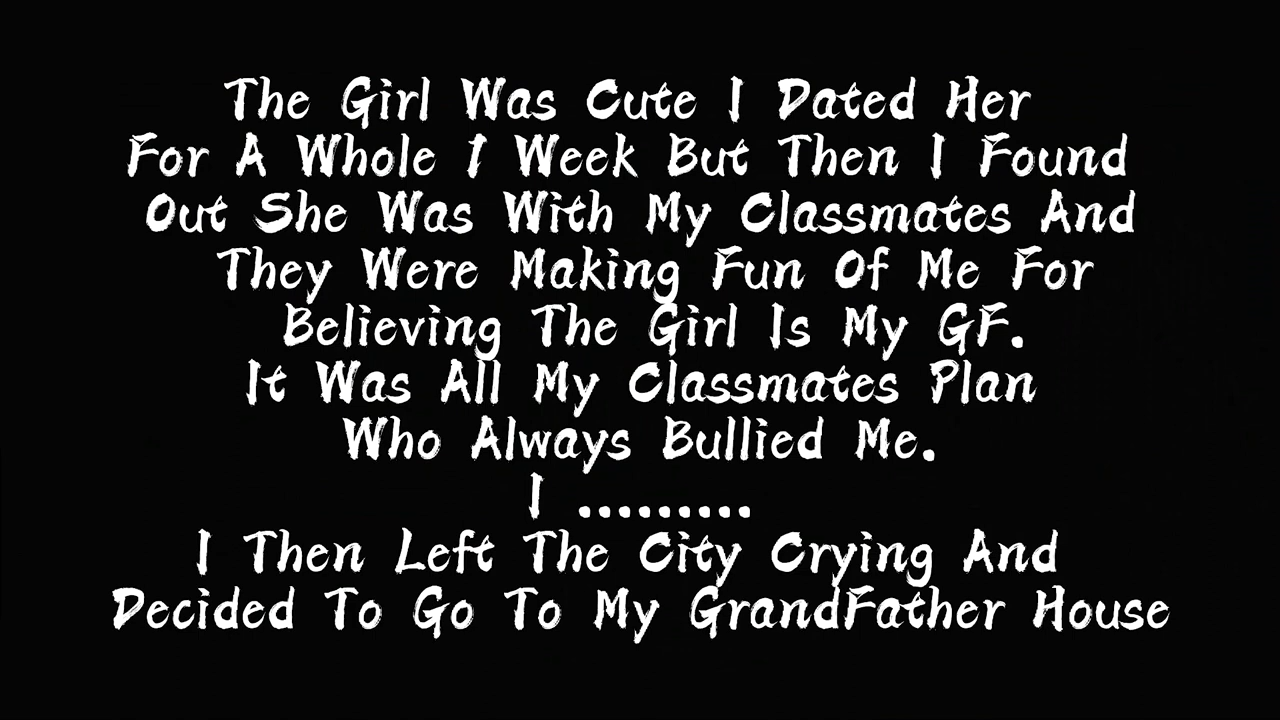 The Girl Was Cute I Dated Her
For A Whole 1 Week But Then I Found
Out She Was With My Classmates And
They Were Making Fun Of Me For
Believing The Girl Is My GF.
It Was All My Classmates Plan
Who Always Bullied Me.
I .........
I Then Left The City Crying And
Decided To Go To My GrandFather House